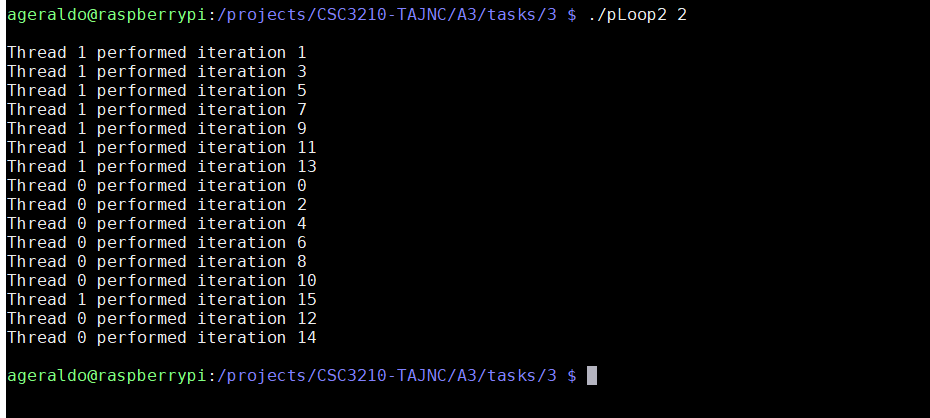 ageraldo@raspberrypi:/projects/CSC3210-TAJNC/A3/tasks/3 $ ./pLoop2 2
Thread 1 performed iteration 1
Thread 1 performed iteration 3
Thread 1 performed iteration 5
Thread 1 performed iteration 7
Thread 1 performed iteration 9
Thread 1 performed iteration 11
Thread 1 performed iteration 13
Thread 0 performed iteration 0
Thread 0 performed iteration 2
Thread 0 performed iteration 4
Thread 0 performed iteration 6
Thread 0 performed iteration 8
Thread 0 performed iteration 10
Thread 1 performed iteration 15
Thread 0 performed iteration 12
Thread 0 performed iteration 14
ageraldo@raspberrypi:/projects/CSC3210-TAJNC/A3/tasks/3 $